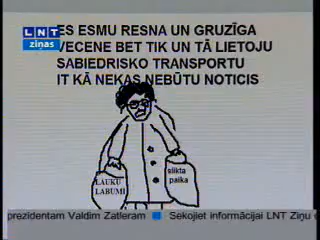 LNT
ziņas
ES ESMU RESNA UN GRUZĪGA
VECENE BET TIK UN TĀ LIETOJU
SABIEDRISKO TRANSPORTU
IT KĀ NEKAS NEBŪTU NOTICIS
LAUKU
LABUMI
slikta
paika
prezidentam Valdim Zatleram Sekojiet informācijai LNT Ziņu